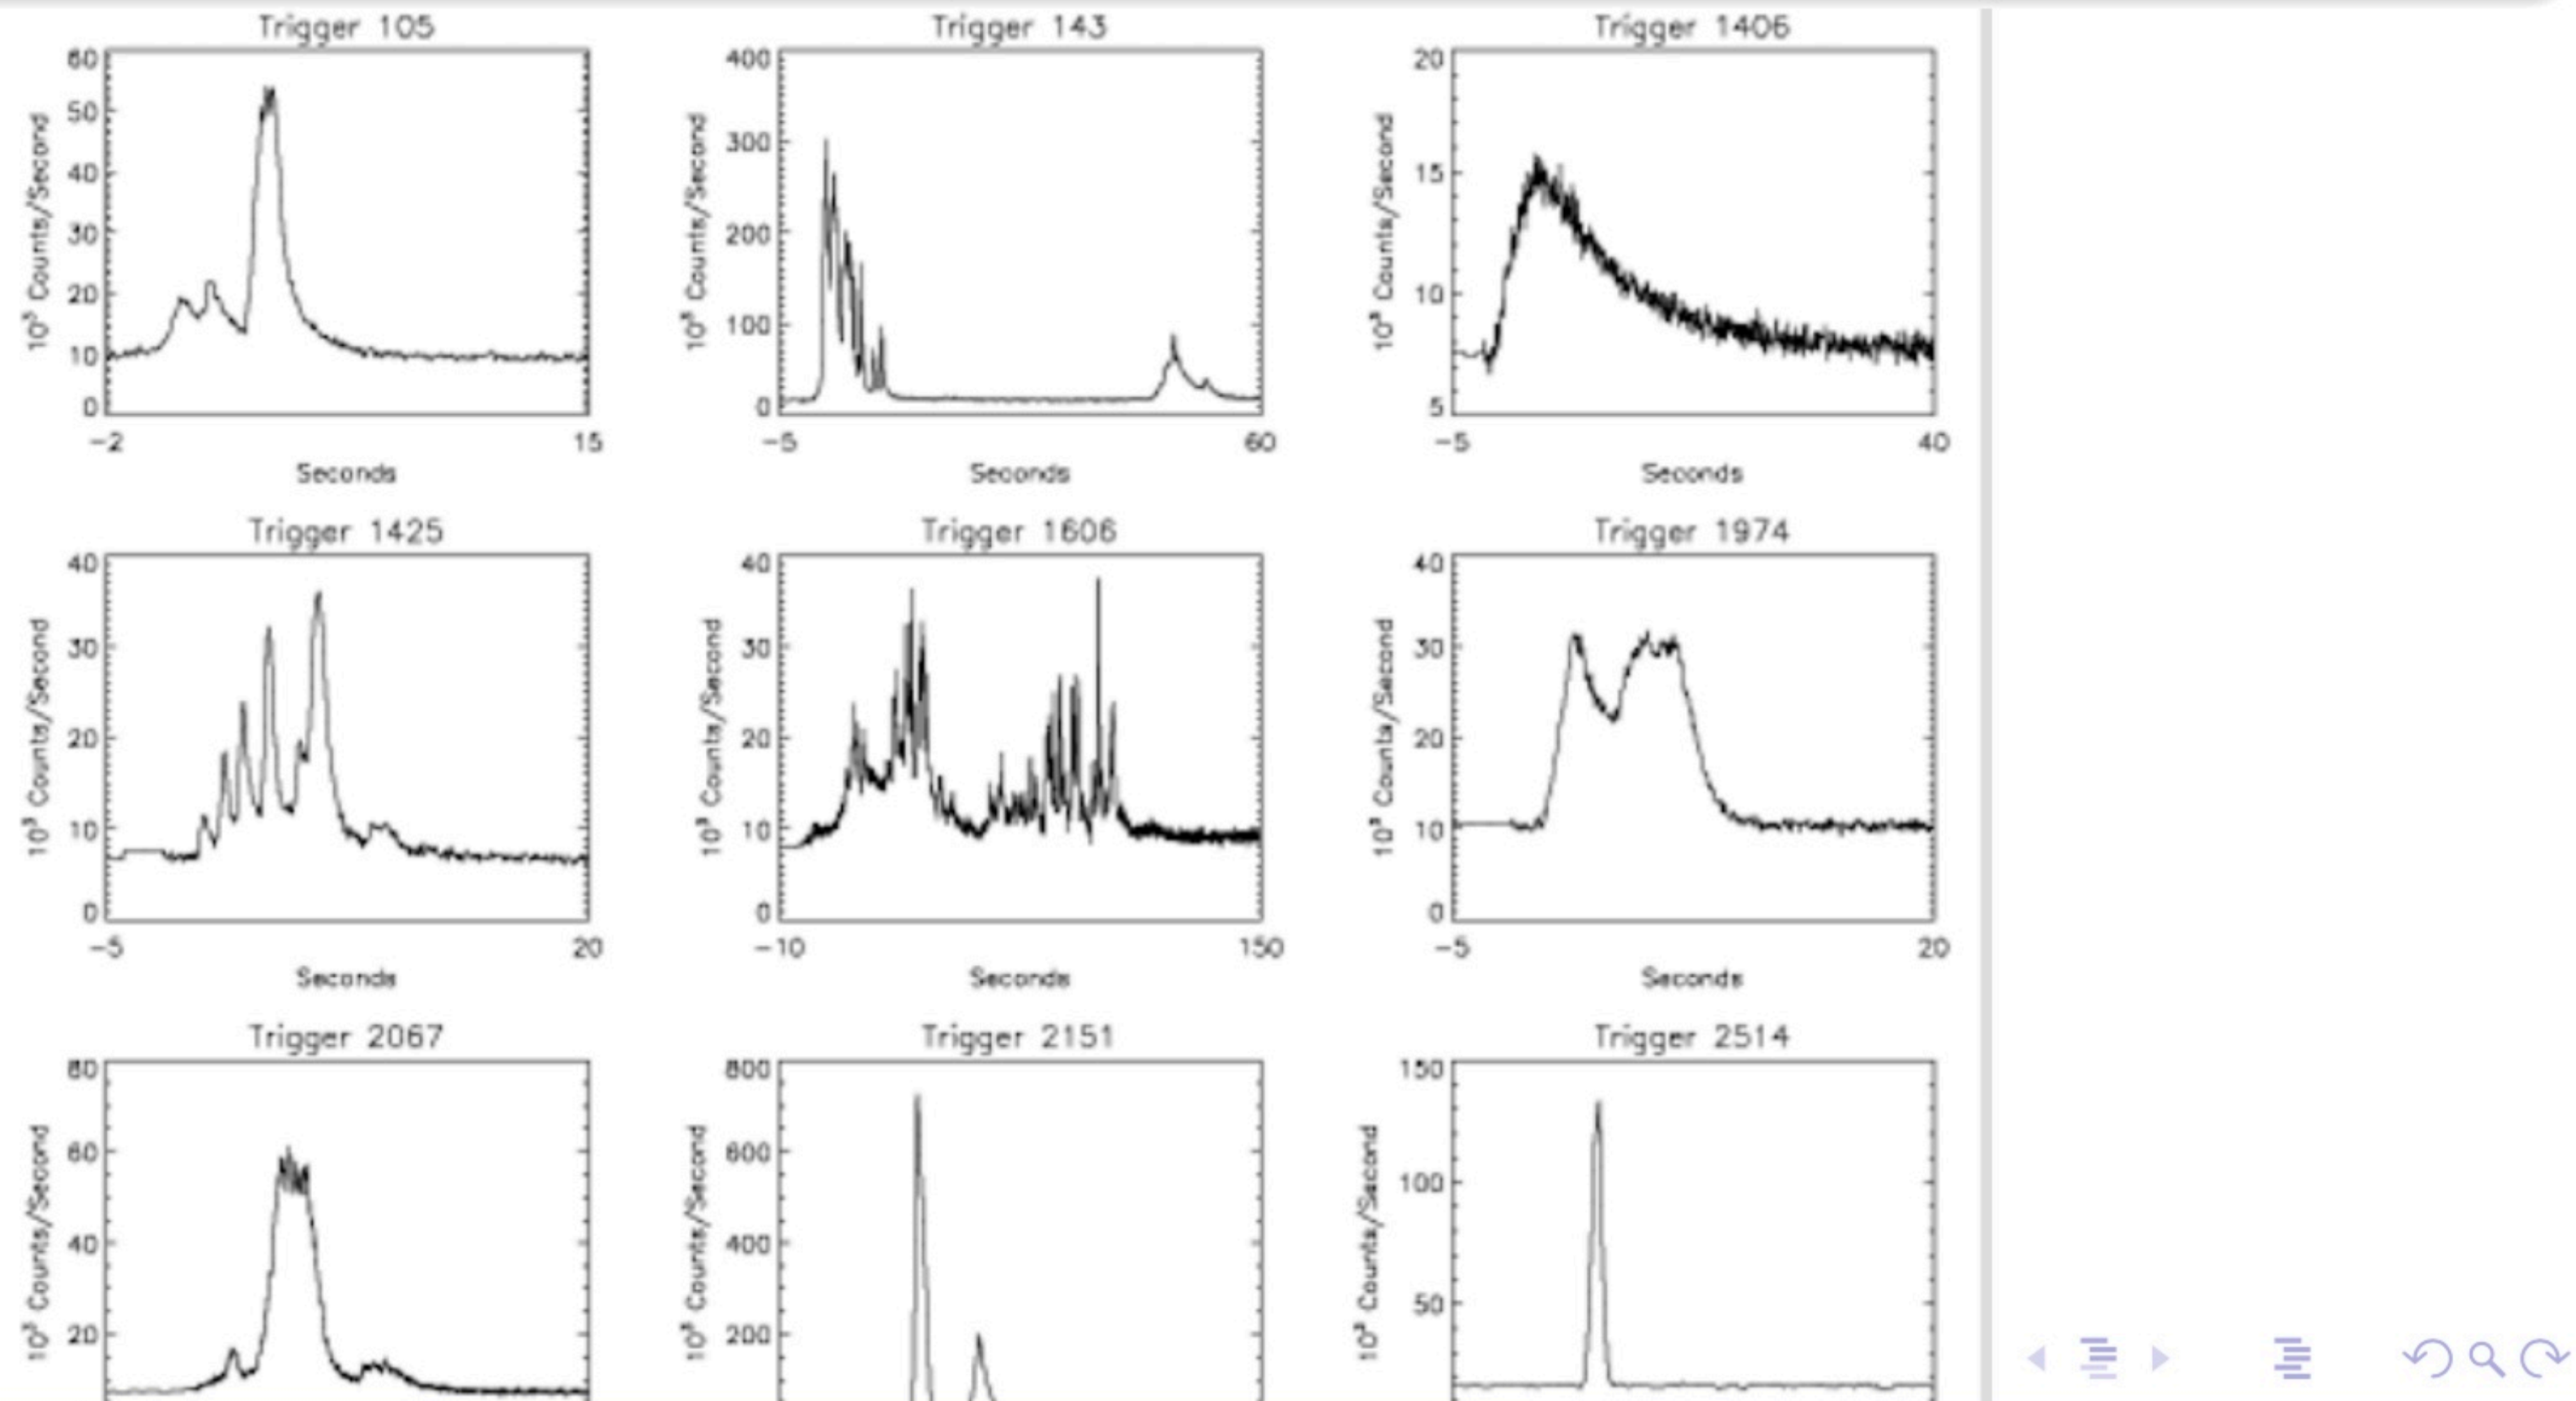 Trigger 105
60
50
40
30
20
10
0
10³ Counts/Second
-2 15
Seconds
Trigger 143
400
300
200
100
0
10³ Counts/Second
-5 60
Seconds
Trigger 1406
20
15
10
5
10³ Counts/Second
-5 40
Seconds
Trigger 1425
40
30
20
10
0
10³ Counts/Second
-5 20
Seconds
Trigger 1606
40
30
20
10
0
10³ Counts/Second
-10 150
Seconds
Trigger 1974
40
30
20
10
0
10³ Counts/Second
-5 20
Seconds
Trigger 2067
80
60
40
20
10³ Counts/Second
Trigger 2151
800
600
400
200
10³ Counts/Second
Trigger 2514
150
100
50
10³ Counts/Second